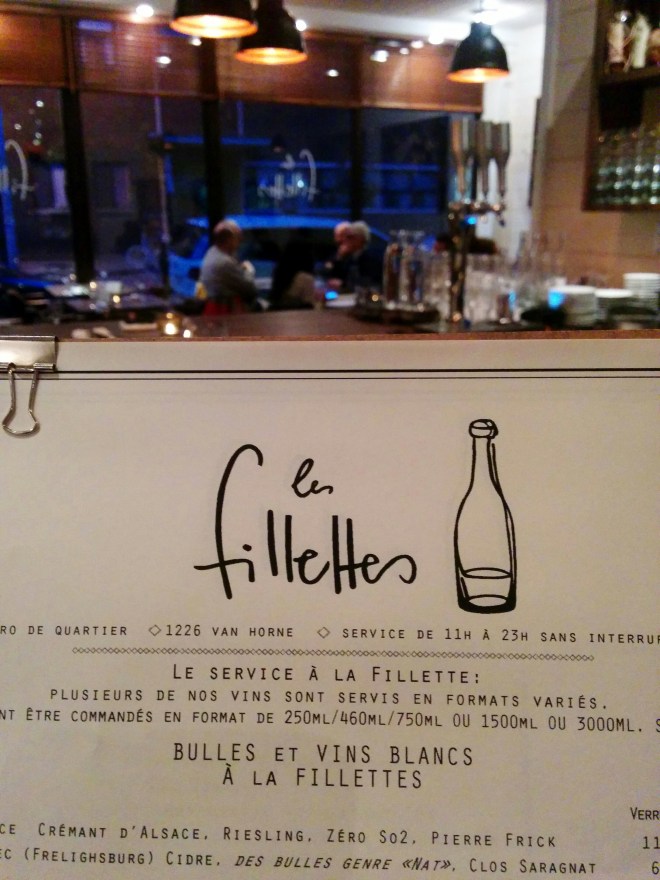 les
fillettes
RO DE QUARTIER ◇ 1226 VAN HORNE ◇ SERVICE DE 11H À 23H SANS INTERRUP
LE SERVICE À LA FILLETTE:
PLUSIEURS DE NOS VINS SONT SERVIS EN FORMATS VARIÉS.
NT ÊTRE COMMANDÉS EN FORMAT DE 250ML/460ML/750ML OU 1500ML OU 3000ML. S
BULLES ET VINS BLANCS
À LA FILLETTES
VERR
CE CRÉMANT D'ALSACE, RIESLING, ZÉRO SO2, PIERRE FRICK 11
EC (FRELIGHSBURG) CIDRE, DES BULLES GENRE «NAT», CLOS SARAGNAT 6